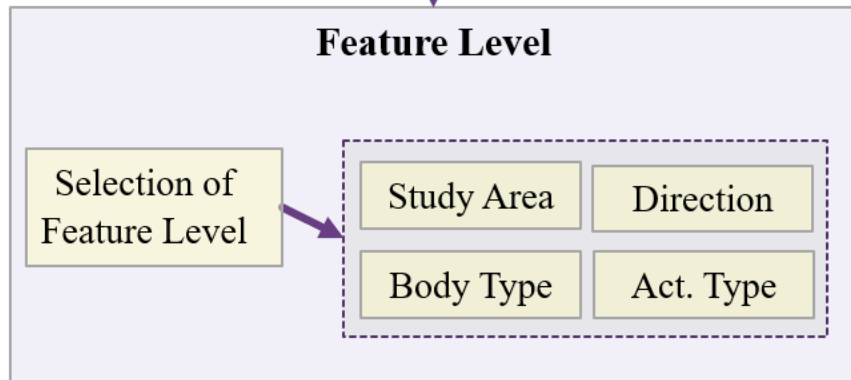 Feature Level
Selection of
Feature Level
Study Area
Direction
Body Type
Act. Type